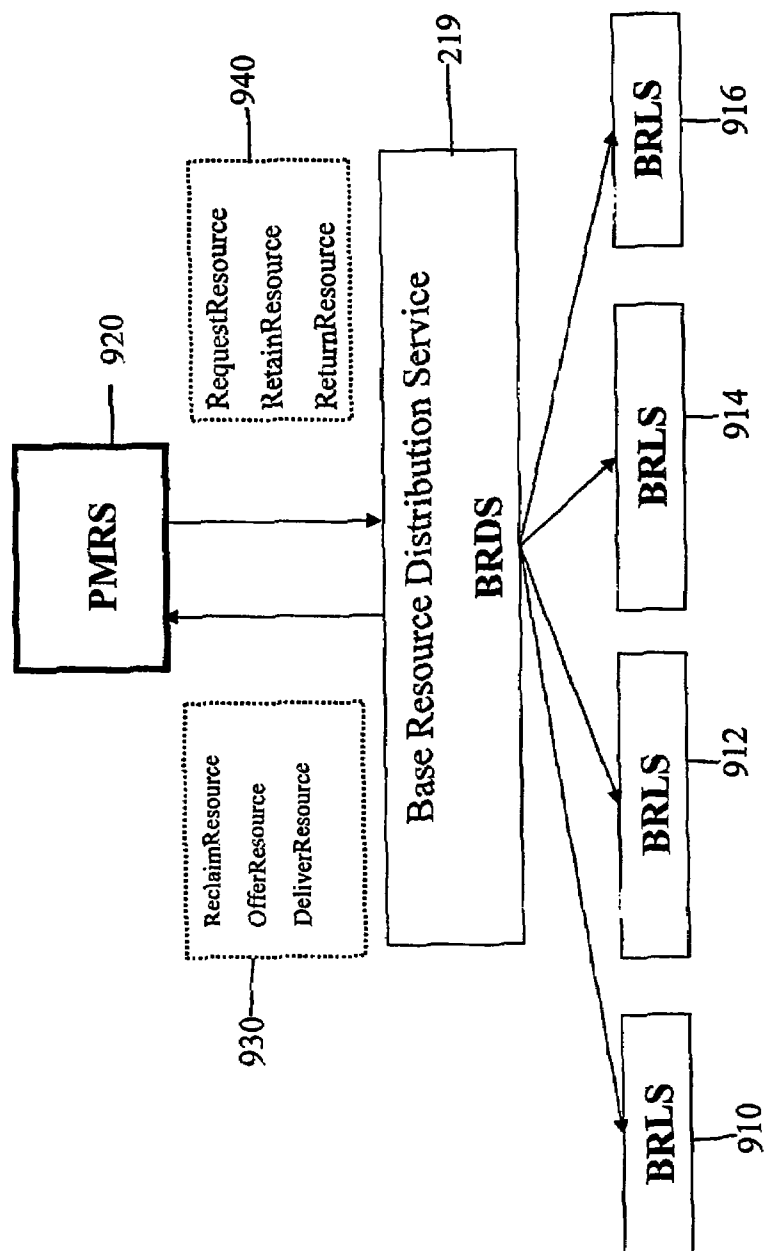 PMRS
920
ReclaimResource
OfferResource
DeliverResource
930
RequestResource
RetainResource
ReturnResource
940
Base Resource Distribution Service
BRDS
219
BRLS
910
BRLS
912
BRLS
914
BRLS
916